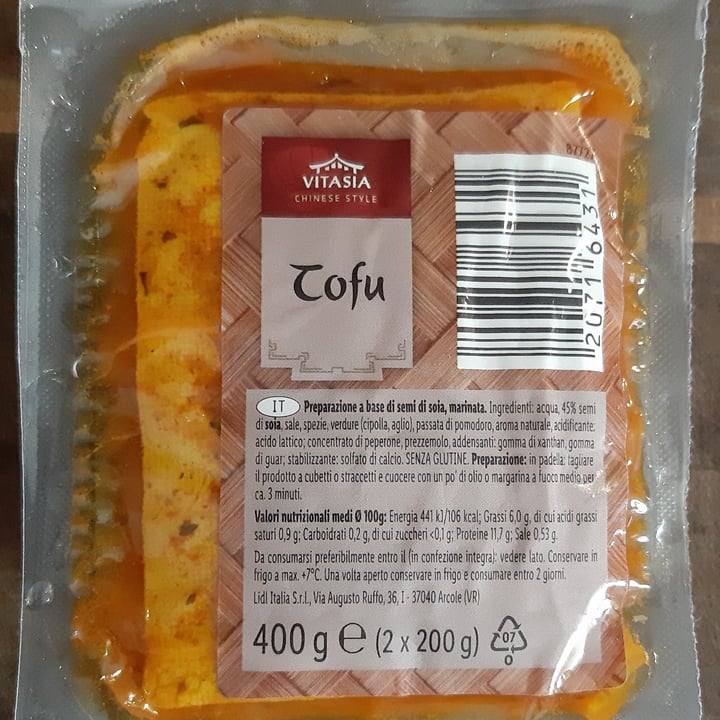 VITASIA
CHINESE STYLE
Tofu
20716431
IT Preparazione a base di semi di soia, marinata. Ingredienti: acqua, 45% semi
di soia, sale, spezie, verdure (cipolla, aglio), passata di pomodoro, aroma naturale, acidificante:
acido lattico; concentrato di peperone, prezzemolo, addensanti: gomma di xanthan, gomma
di guar; stabilizzante: solfato di calcio. SENZA GLUTINE. Preparazione: in padella: tagliare
il prodotto a cubetti o straccetti e cuocere con un po' di olio o margarina a fuoco medio per
ca. 3 minuti.
Valori nutrizionali medi Ø 100g: Energia 441 kJ/106 kcal; Grassi 6,0 g, di cui acidi grassi
saturi 0,9 g; Carboidrati 0,2 g, di cui zuccheri <0,1 g; Proteine 11,7 g; Sale 0,53 g.
Da consumarsi preferibilmente entro il (in confezione integra): vedere lato. Conservare in
frigo a max. +7°C. Una volta aperto conservare in frigo e consumare entro 2 giorni.
Lidl Italia S.r.l., Via Augusto Ruffo, 36, I - 37040 Arcole (VR)
400 g e (2 x 200 g) 07
O